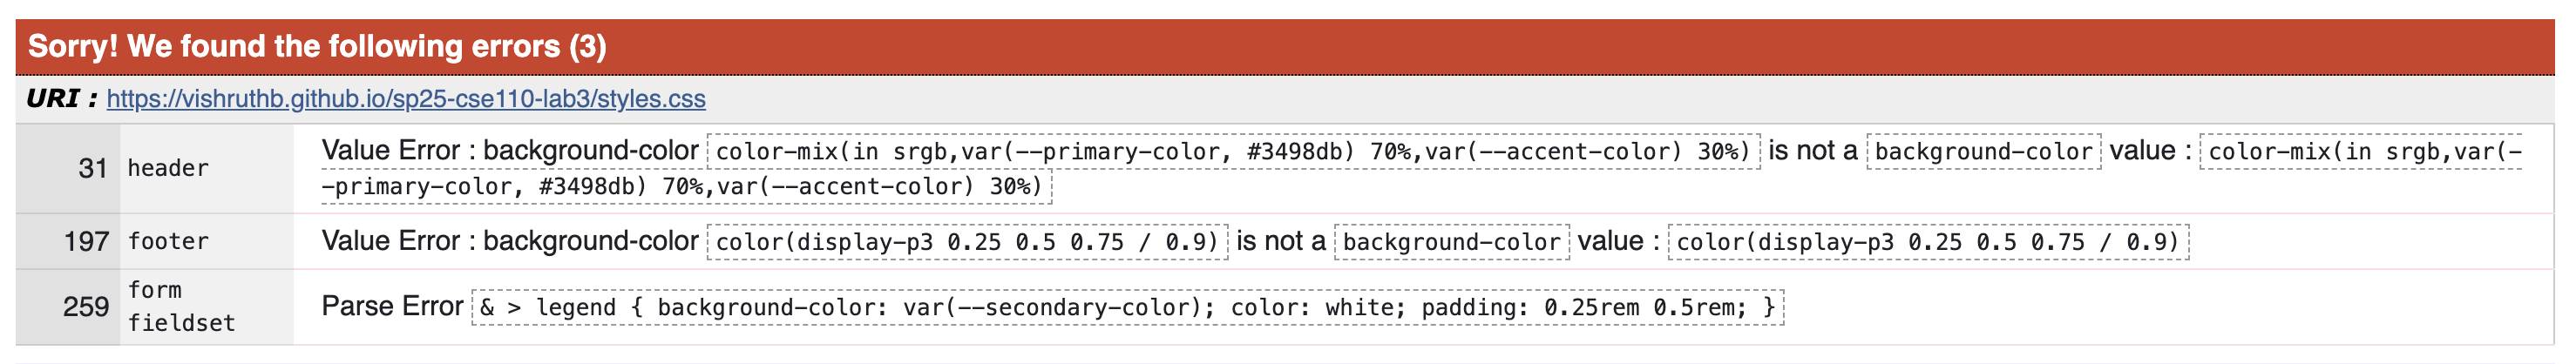 Sorry! We found the following errors (3)
URI : https://vishruthb.github.io/sp25-cse110-lab3/styles.css
31 header Value Error : background-color color-mix(in srgb,var(--primary-color, #3498db) 70%,var(--accent-color) 30%) is not a background-color value : color-mix(in srgb,var(-
-primary-color, #3498db) 70%,var(--accent-color) 30%)
197 footer Value Error : background-color color(display-p3 0.25 0.5 0.75 / 0.9) is not a background-color value : color(display-p3 0.25 0.5 0.75 / 0.9)
259 form
fieldset Parse Error & > legend { background-color: var(--secondary-color); color: white; padding: 0.25rem 0.5rem; }